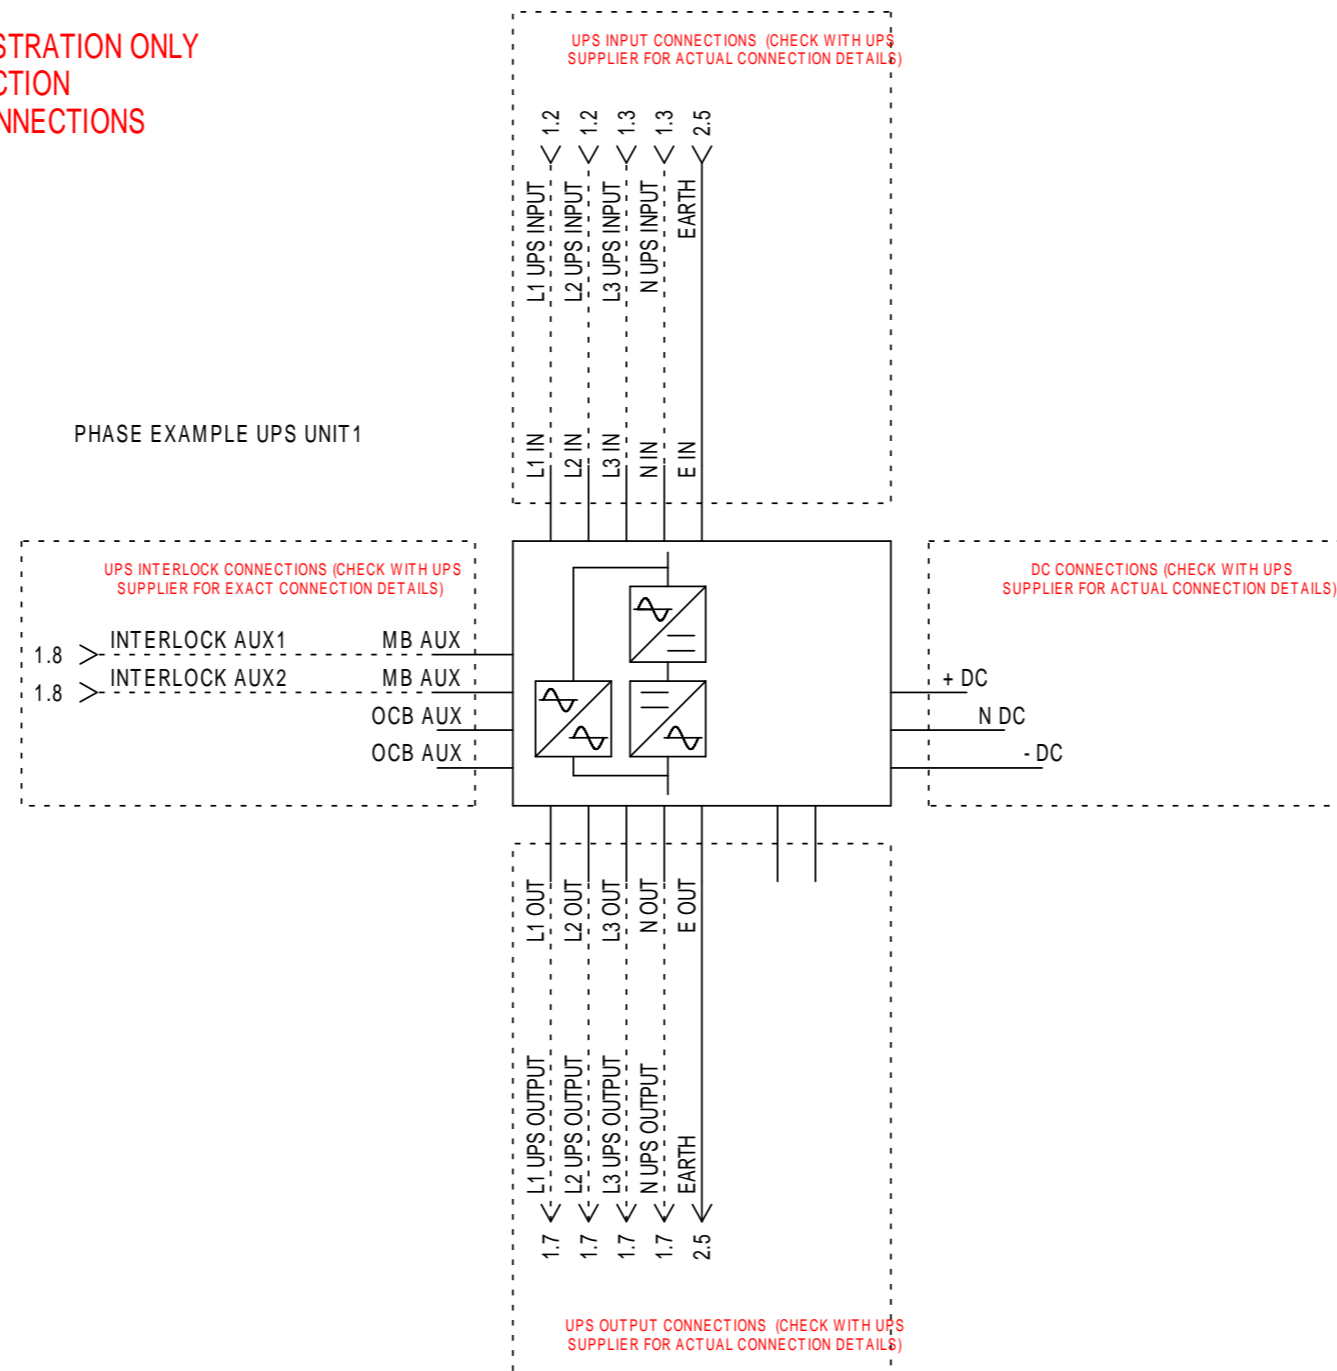 STRATION ONLY
CTION
NNECTIONS
UPS INPUT CONNECTIONS (CHECK WITH UPS
SUPPLIER FOR ACTUAL CONNECTION DETAILS)
1.2
1.2
1.3
1.3
2.5
L1 UPS INPUT
L2 UPS INPUT
L3 UPS INPUT
N UPS INPUT
EARTH
L1 IN
L2 IN
L3 IN
N IN
E IN
PHASE EXAMPLE UPS UNIT1
UPS INTERLOCK CONNECTIONS (CHECK WITH UPS
SUPPLIER FOR EXACT CONNECTION DETAILS)
1.8 INTERLOCK AUX1 MB AUX
1.8 INTERLOCK AUX2 MB AUX
OCB AUX
OCB AUX
DC CONNECTIONS (CHECK WITH UPS
SUPPLIER FOR ACTUAL CONNECTION DETAILS)
+ DC
N DC
- DC
L1 OUT
L2 OUT
L3 OUT
N OUT
E OUT
L1 UPS OUTPUT
L2 UPS OUTPUT
L3 UPS OUTPUT
N UPS OUTPUT
EARTH
1.7
1.7
1.7
1.7
2.5
UPS OUTPUT CONNECTIONS (CHECK WITH UPS
SUPPLIER FOR ACTUAL CONNECTION DETAILS)